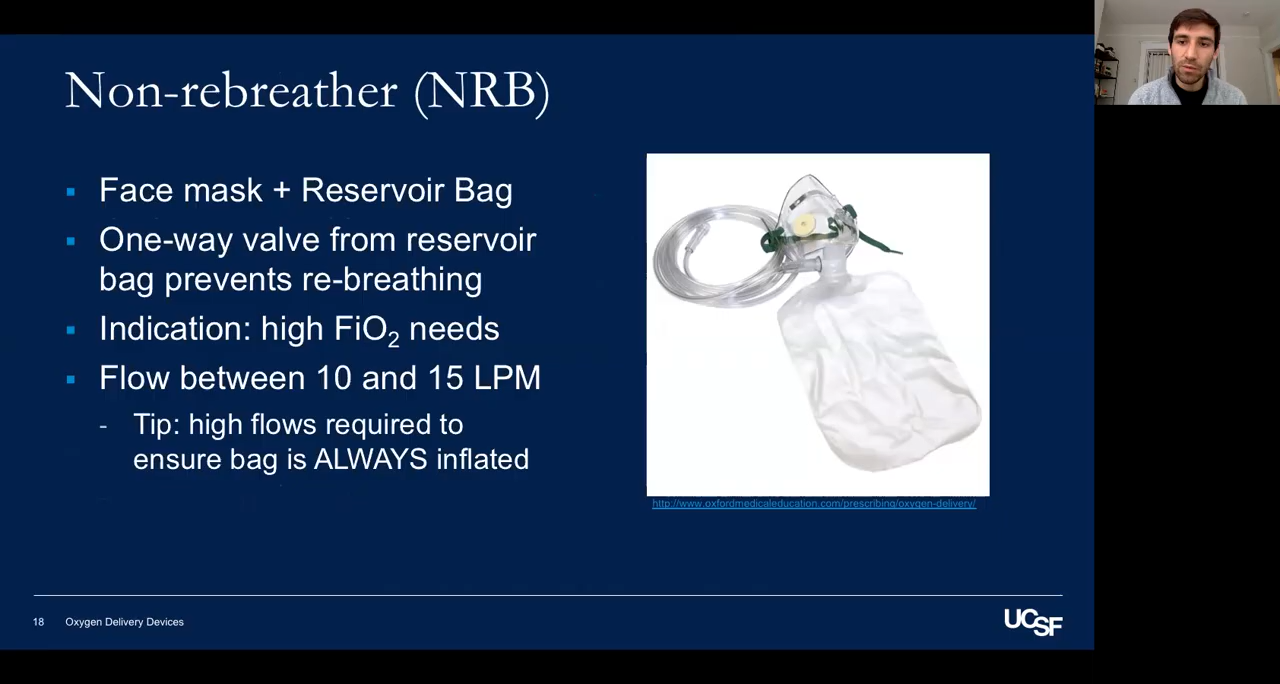 Non-rebreather (NRB)
Face mask + Reservoir Bag
One-way valve from reservoir
bag prevents re-breathing
Indication: high FiO₂ needs
Flow between 10 and 15 LPM
- Tip: high flows required to
ensure bag is ALWAYS inflated
http://www.oxfordmedicaleducation.com/prescribing/oxygen-delivery/
18 Oxygen Delivery Devices
UCSF